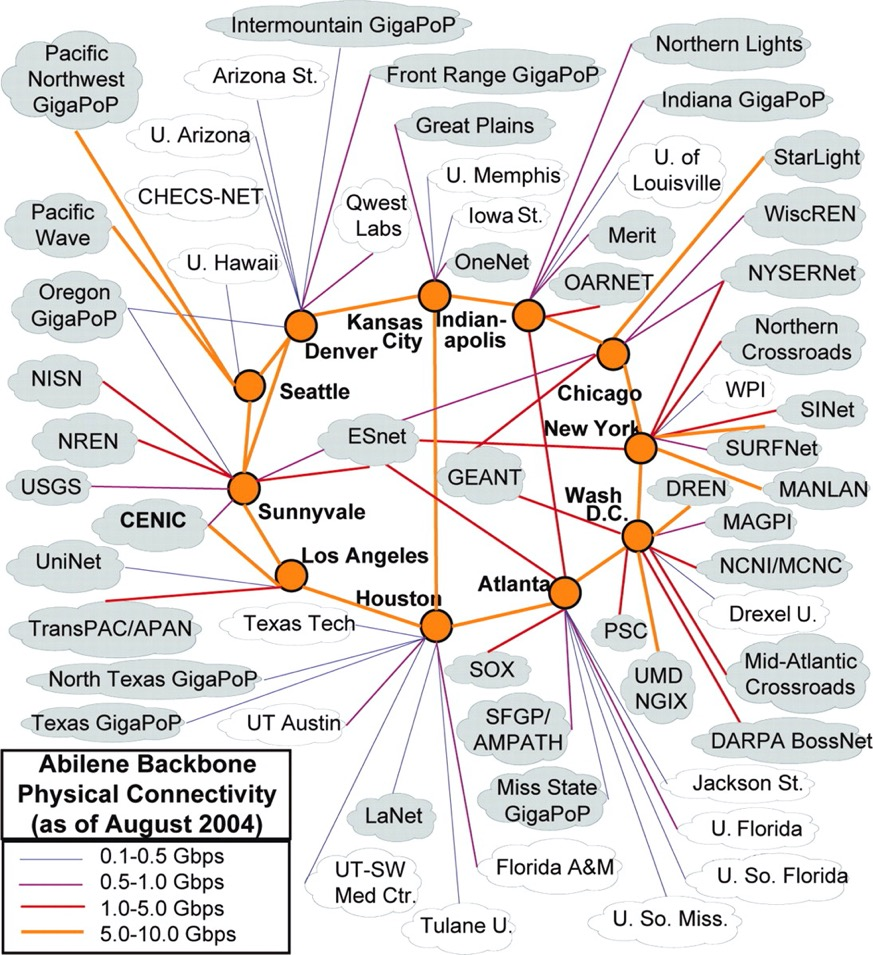 Intermountain GigaPoP
Pacific
Northwest
GigaPoP
Arizona St.
Front Range GigaPoP
Northern Lights
Indiana GigaPoP
U. Arizona
Great Plains
U. of
Louisville
StarLight
CHECS-NET
Qwest
Labs
U. Memphis
Iowa St.
WiscREN
Pacific
Wave
Merit
OneNet
U. Hawaii
OARNET
NYSERNet
Oregon
GigaPoP
Kansas
City
Indian-
apolis
Northern
Crossroads
Denver
Seattle
Chicago
NISN
WPI
SINet
NREN
ESnet
New York
SURFNet
USGS
GEANT
DREN
MANLAN
CENIC
Sunnyvale
Wash
D.C.
MAGPI
UniNet
Los Angeles
NCNI/MCNC
Houston
Atlanta
Drexel U.
TransPAC/APAN
Texas Tech
PSC
North Texas GigaPoP
SOX
UMD
NGIX
Mid-Atlantic
Crossroads
Texas GigaPoP
UT Austin
SFGP/
AMPATH
DARPA BossNet
Abilene Backbone
Physical Connectivity
(as of August 2004)
0.1-0.5 Gbps
0.5-1.0 Gbps
1.0-5.0 Gbps
5.0-10.0 Gbps
LaNet
Miss State
GigaPoP
Jackson St.
U. Florida
UT-SW
Med Ctr.
Florida A&M
U. So. Florida
Tulane U.
U. So. Miss.